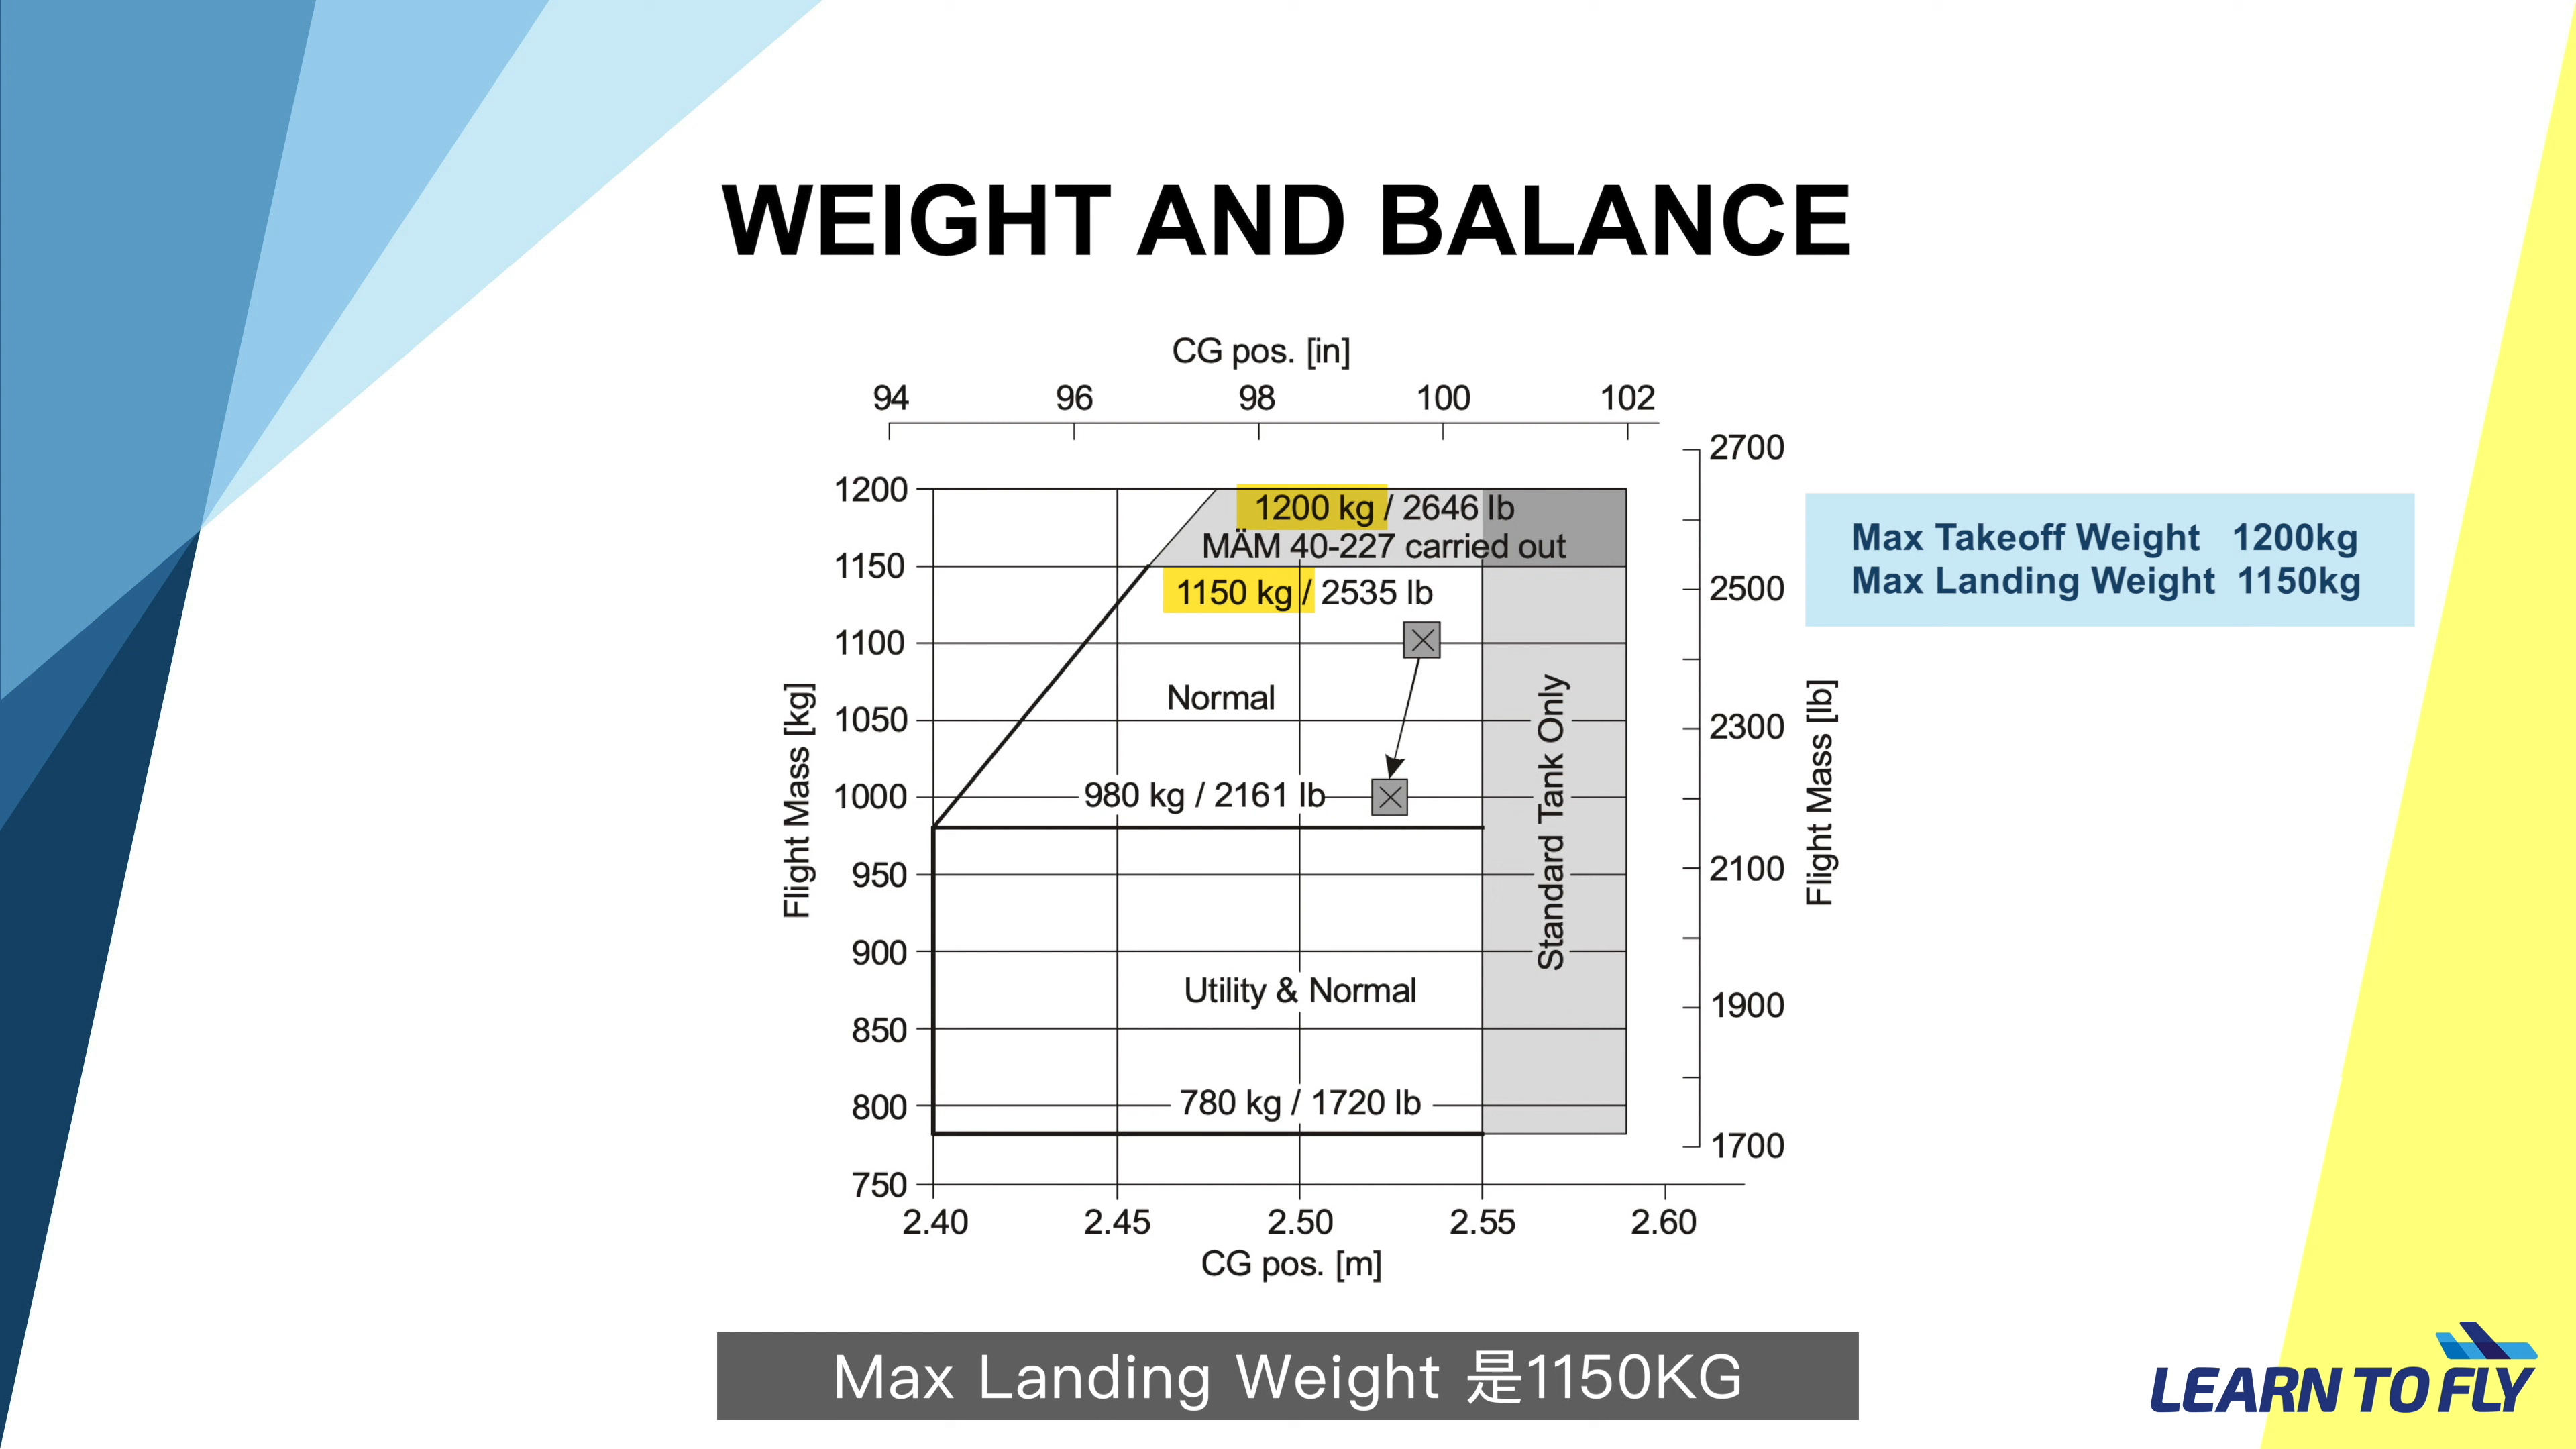 WEIGHT AND BALANCE
CG pos. [in]
94 96 98 100 102
2700
1200
1200 kg / 2646 lb
MÄM 40-227 carried out
Max Takeoff Weight 1200kg
Max Landing Weight 1150kg
1150
1150 kg / 2535 lb
2500
1100
Normal
1050
2300
Standard Tank Only
Flight Mass [kg]
Flight Mass [lb]
1000
980 kg / 2161 lb
950
2100
900
Utility & Normal
1900
850
800
780 kg / 1720 lb
1700
750
2.40 2.45 2.50 2.55 2.60
CG pos. [m]
Max Landing Weight 是1150KG
LEARN TO FLY